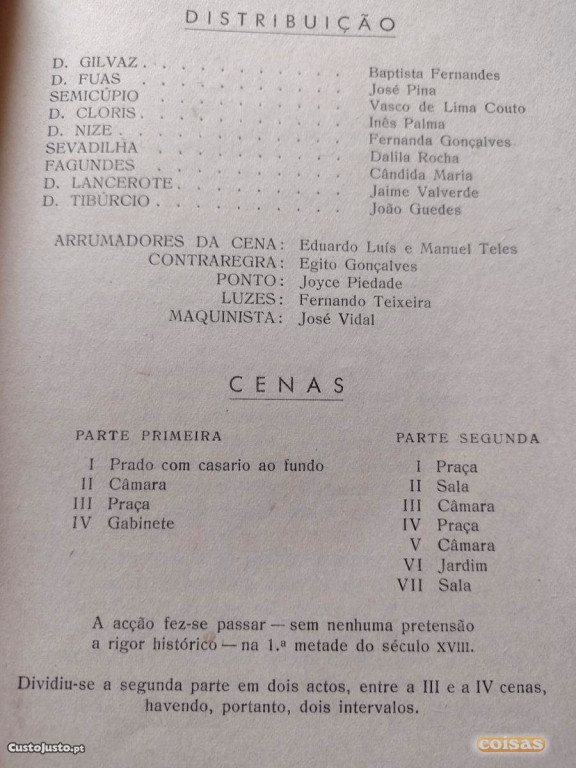 DISTRIBUIÇÃO
D. GILVAZ . . . . . . . . . . Baptista Fernandes
D. FUAS . . . . . . . . . . José Pina
SEMICÚPIO . . . . . . . . . . Vasco de Lima Couto
D. CLORIS . . . . . . . . . . Inês Palma
D. NIZE . . . . . . . . . . Fernanda Gonçalves
SEVADILHA . . . . . . . . . . Dalila Rocha
FAGUNDES . . . . . . . . . . Cândida Maria
D. LANCEROTE . . . . . . . . . . Jaime Valverde
D. TIBÚRCIO . . . . . . . . . . João Guedes
ARRUMADORES DA CENA: Eduardo Luís e Manuel Teles
CONTRAREGRA: Egito Gonçalves
PONTO: Joyce Piedade
LUZES: Fernando Teixeira
MAQUINISTA: José Vidal
CENAS
PARTE PRIMEIRA
I Prado com casario ao fundo
II Câmara
III Praça
IV Gabinete
PARTE SEGUNDA
I Praça
II Sala
III Câmara
IV Praça
V Câmara
VI Jardim
VII Sala
A acção fez-se passar — sem nenhuma pretensão
a rigor histórico — na 1.ª metade do século XVIII.
Dividiu-se a segunda parte em dois actos, entre a III e a IV cenas,
havendo, portanto, dois intervalos.
CustoJusto.pt
coisas